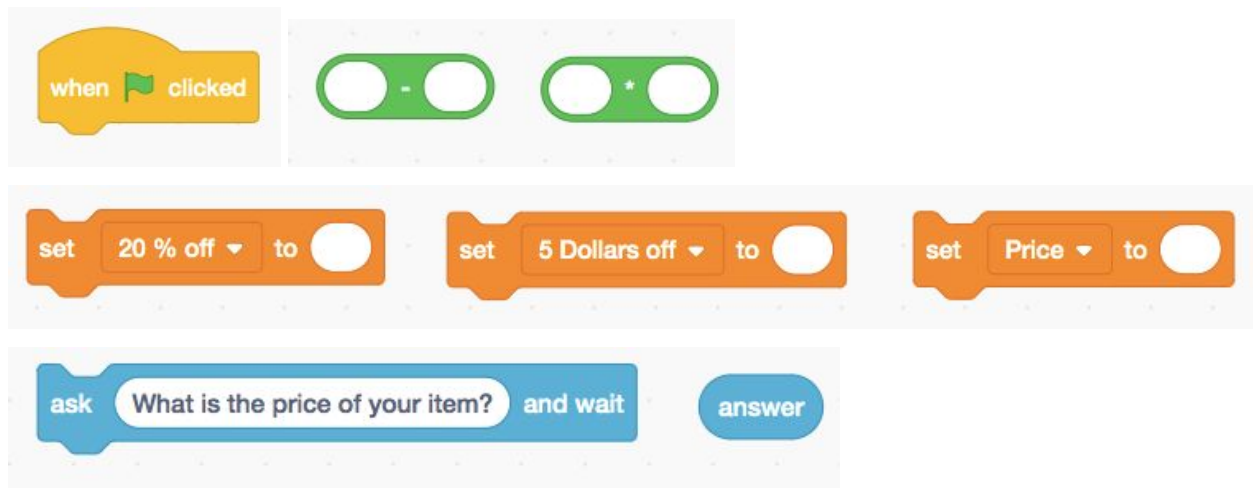 when clicked
-
*
set 20 % off to
set 5 Dollars off to
set Price to
ask What is the price of your item? and wait
answer